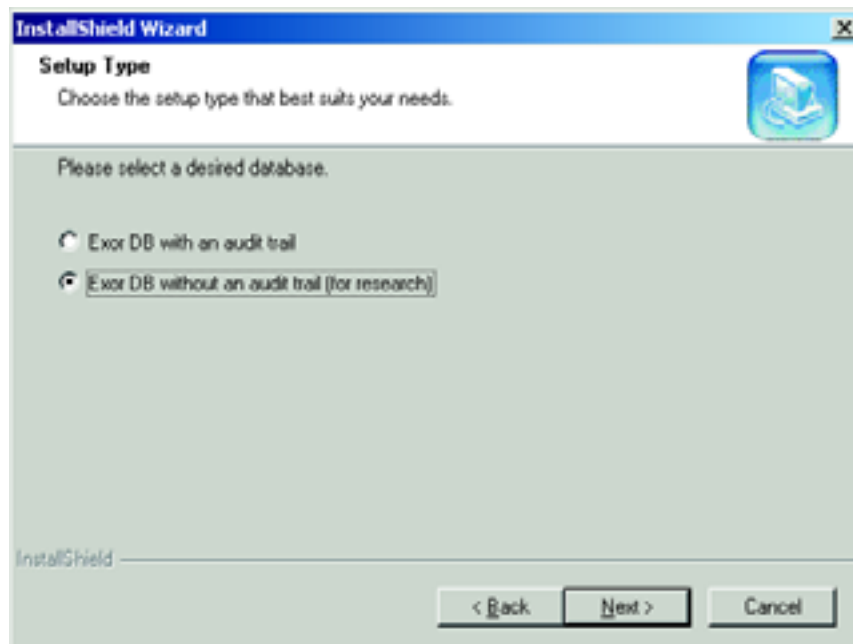 InstallShield Wizard
Setup Type
Choose the setup type that best suits your needs.
Please select a desired database.
Exor DB with an audit trail
Exor DB without an audit trail (for research)
InstallShield
< Back
Next >
Cancel